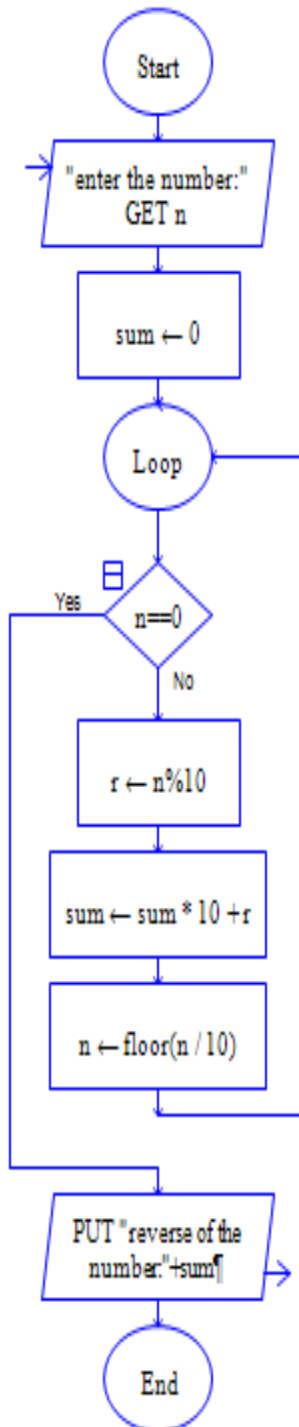 Start
"enter the number:"
GET n
sum ← 0
Loop
Yes
n==0
No
r ← n%10
sum ← sum * 10 + r
n ← floor(n / 10)
PUT "reverse of the
number:"+sum¶
End